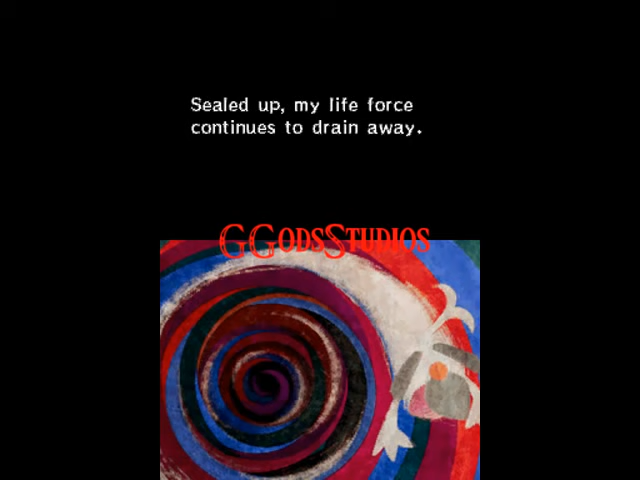 Sealed up, my life force
continues to drain away.
GGodsStudios